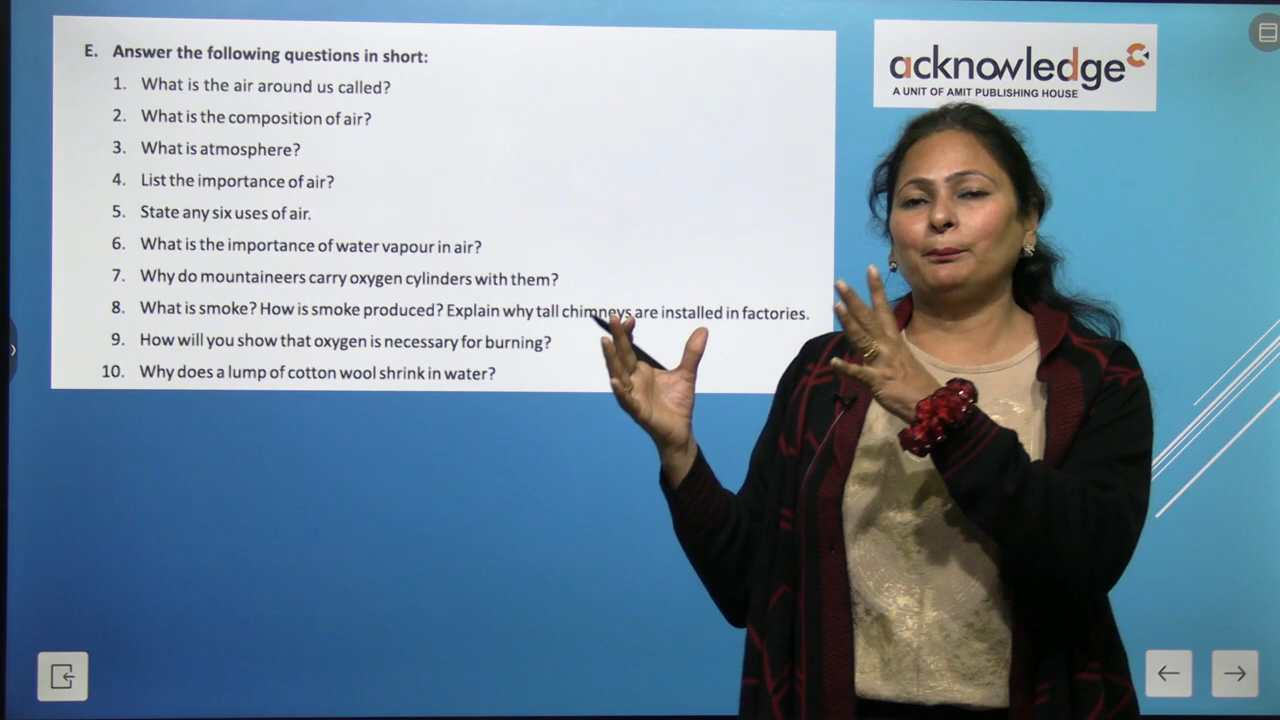 E. Answer the following questions in short:
1. What is the air around us called?
2. What is the composition of air?
3. What is atmosphere?
4. List the importance of air?
5. State any six uses of air.
6. What is the importance of water vapour in air?
7. Why do mountaineers carry oxygen cylinders with them?
8. What is smoke? How is smoke produced? Explain why tall chimneys are installed in factories.
9. How will you show that oxygen is necessary for burning?
10. Why does a lump of cotton wool shrink in water?
acknowledge
A UNIT OF AMIT PUBLISHING HOUSE